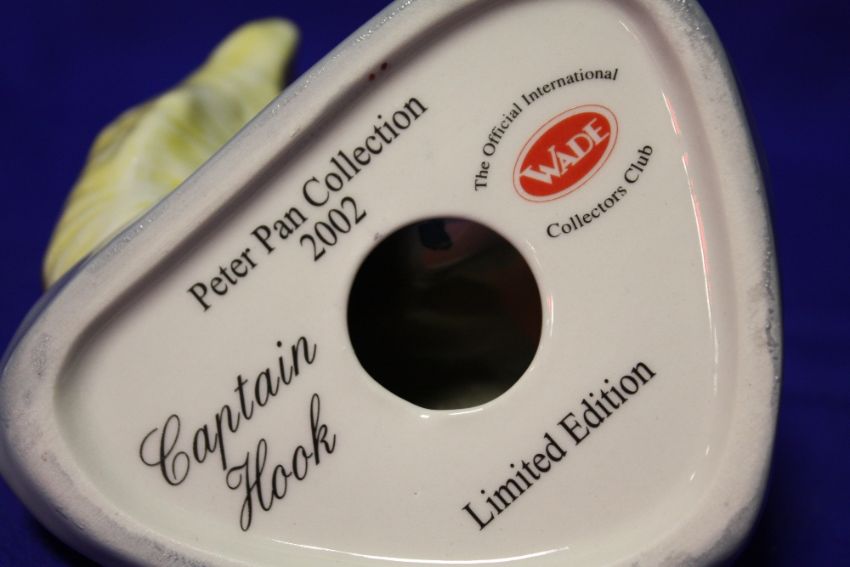 Peter Pan Collection
2002
The Official International
WADE
Collectors Club
Captain
Hook
Limited Edition